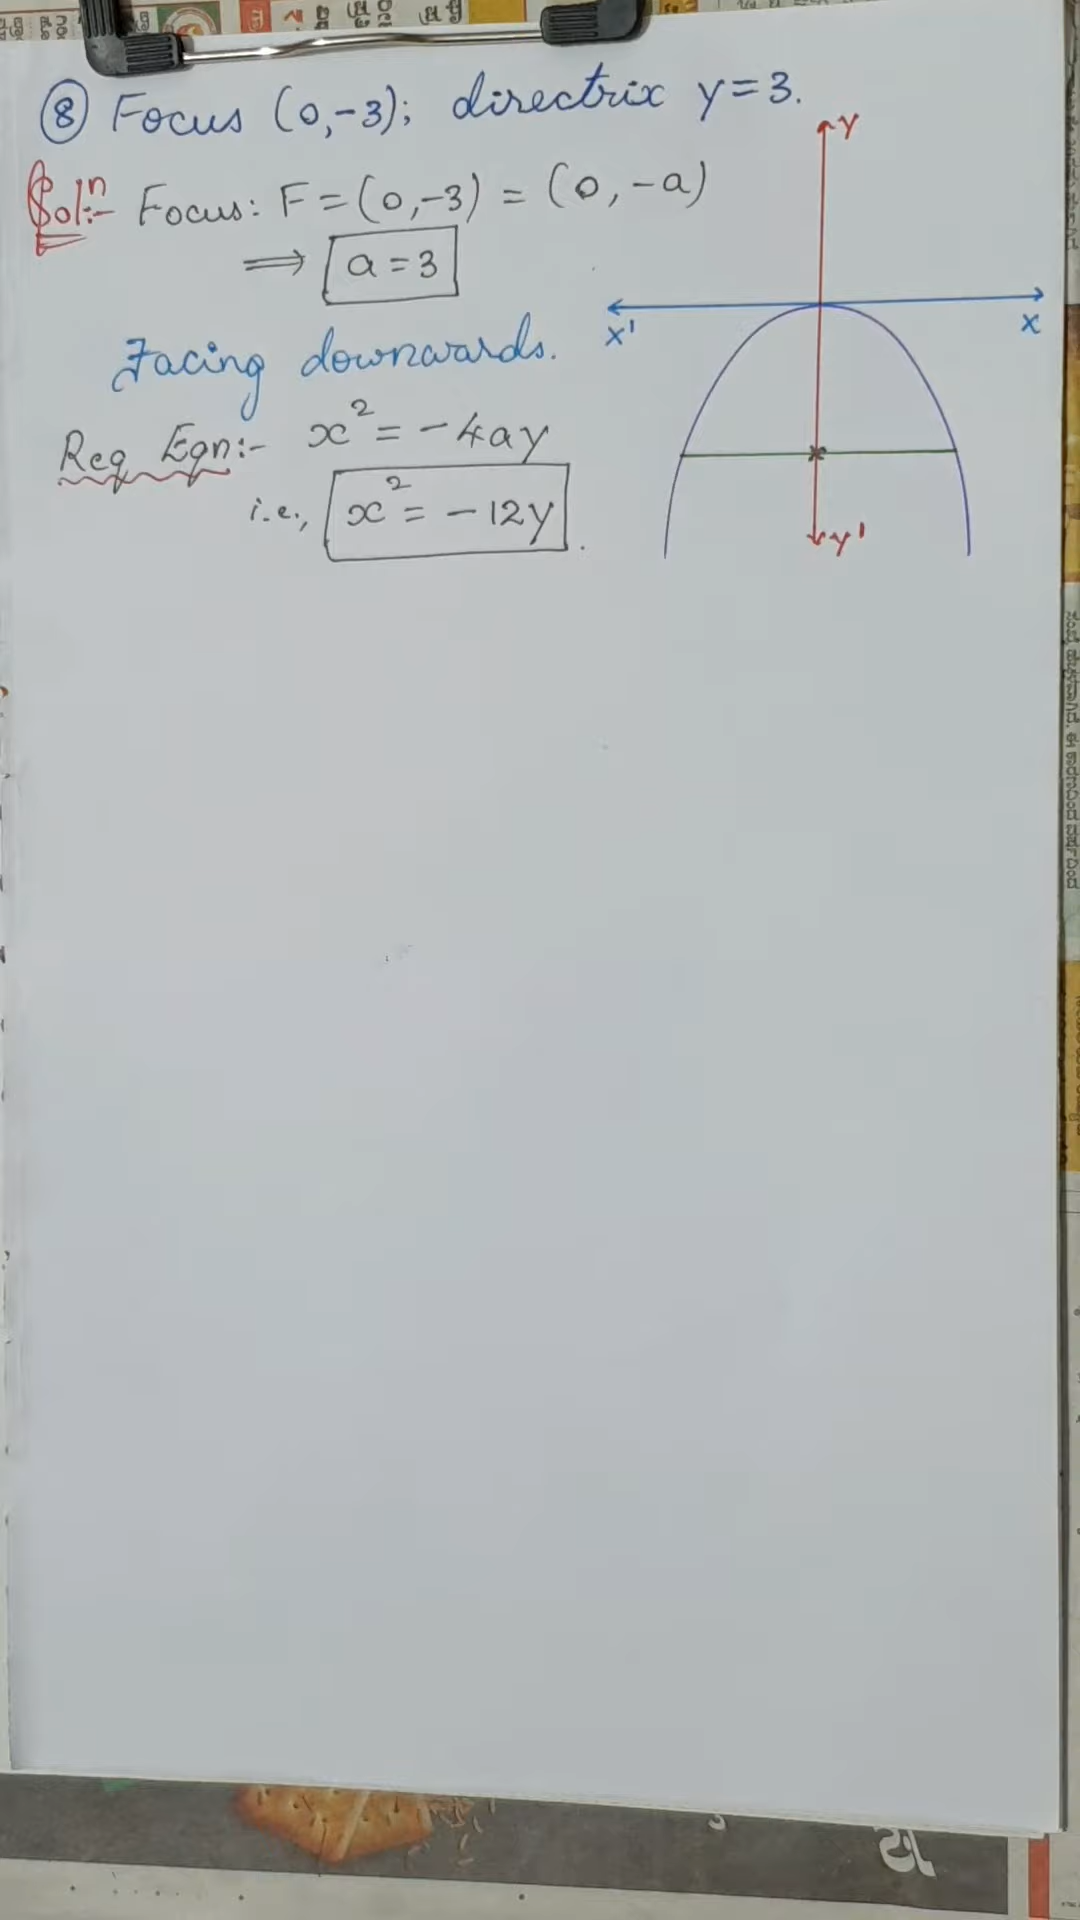 ⑧ Focus (0,-3); directrix y=3.
Solⁿ:- Focus: F = (0,-3) = (0, -a)
⟹ a = 3
Facing downwards.
Req Eqn:- x² = -4ay
i.e., x² = -12y.
Y
X'
X
Y'